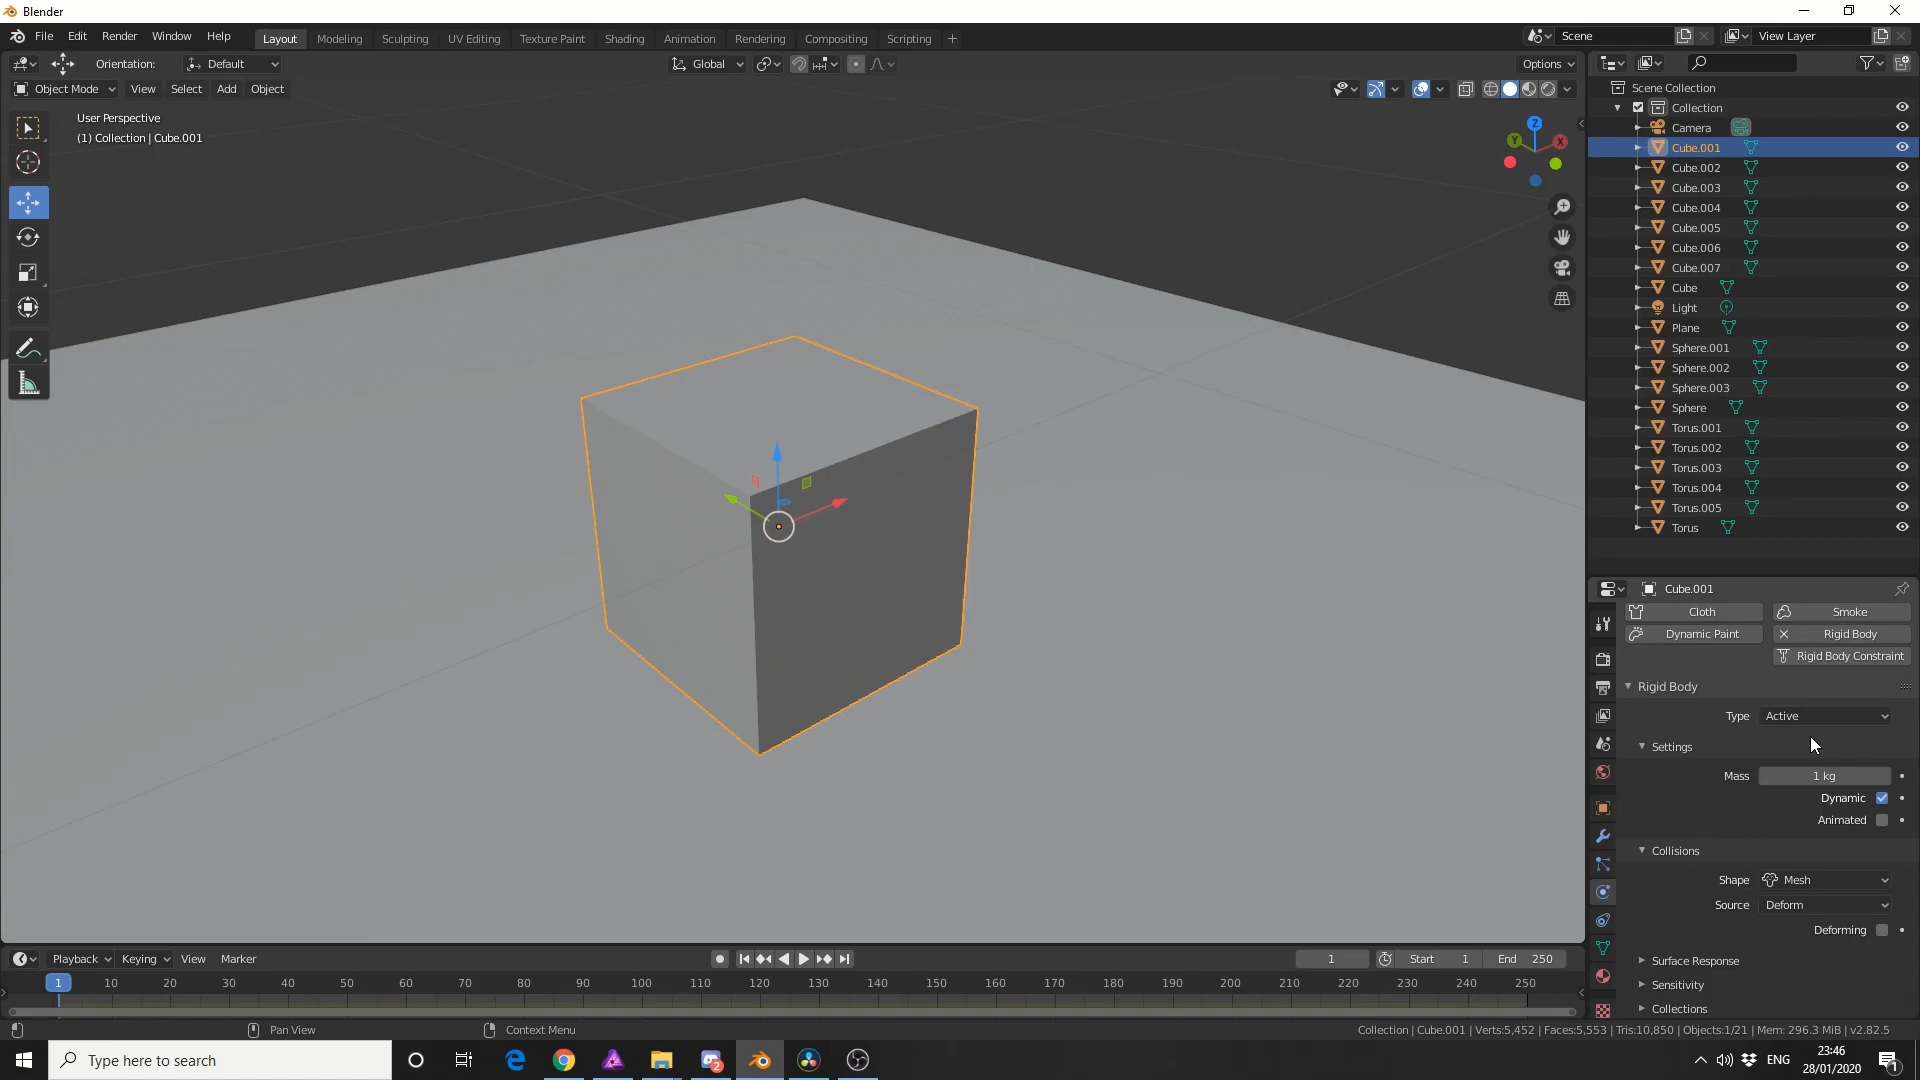 Blender
File Edit Render Window Help
Layout Modeling Sculpting UV Editing Texture Paint Shading Animation Rendering Compositing Scripting +
Scene
View Layer
Orientation: Default
Global
Options
Object Mode View Select Add Object
User Perspective
(1) Collection | Cube.001
Z
Y
X
Scene Collection
Collection
Camera
Cube.001
Cube.002
Cube.003
Cube.004
Cube.005
Cube.006
Cube.007
Cube
Light
Plane
Sphere.001
Sphere.002
Sphere.003
Sphere
Torus.001
Torus.002
Torus.003
Torus.004
Torus.005
Torus
Cube.001
Cloth Smoke
Dynamic Paint Rigid Body
Rigid Body Constraint
Rigid Body
Type Active
Settings
Mass 1 kg
Dynamic
Animated
Collisions
Shape Mesh
Source Deform
Deforming
Surface Response
Sensitivity
Collections
Playback Keying View Marker
1 Start 1 End 250
1 10 20 30 40 50 60 70 80 90 100 110 120 130 140 150 160 170 180 190 200 210 220 230 240 250
Pan View Context Menu
Collection | Cube.001 | Verts:5,452 | Faces:5,553 | Tris:10,850 | Objects:1/21 | Mem: 296.3 MiB | v2.82.5
Type here to search
2
ENG
23:46
28/01/2020
1